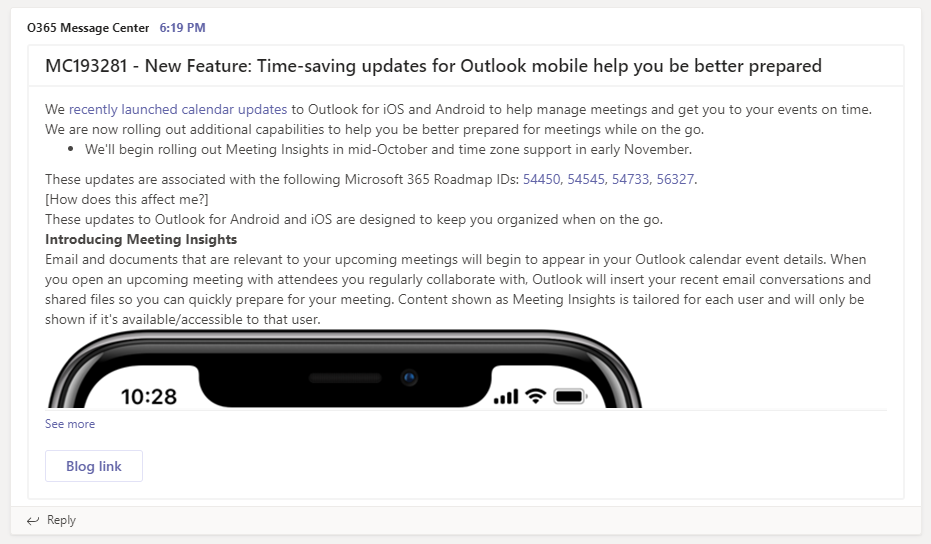 O365 Message Center 6:19 PM
MC193281 - New Feature: Time-saving updates for Outlook mobile help you be better prepared
We recently launched calendar updates to Outlook for iOS and Android to help manage meetings and get you to your events on time.
We are now rolling out additional capabilities to help you be better prepared for meetings while on the go.
• We'll begin rolling out Meeting Insights in mid-October and time zone support in early November.
These updates are associated with the following Microsoft 365 Roadmap IDs: 54450, 54545, 54733, 56327.
[How does this affect me?]
These updates to Outlook for Android and iOS are designed to keep you organized when on the go.
Introducing Meeting Insights
Email and documents that are relevant to your upcoming meetings will begin to appear in your Outlook calendar event details. When
you open an upcoming meeting with attendees you regularly collaborate with, Outlook will insert your recent email conversations and
shared files so you can quickly prepare for your meeting. Content shown as Meeting Insights is tailored for each user and will only be
shown if it's available/accessible to that user.
10:28
See more
Blog link
Reply